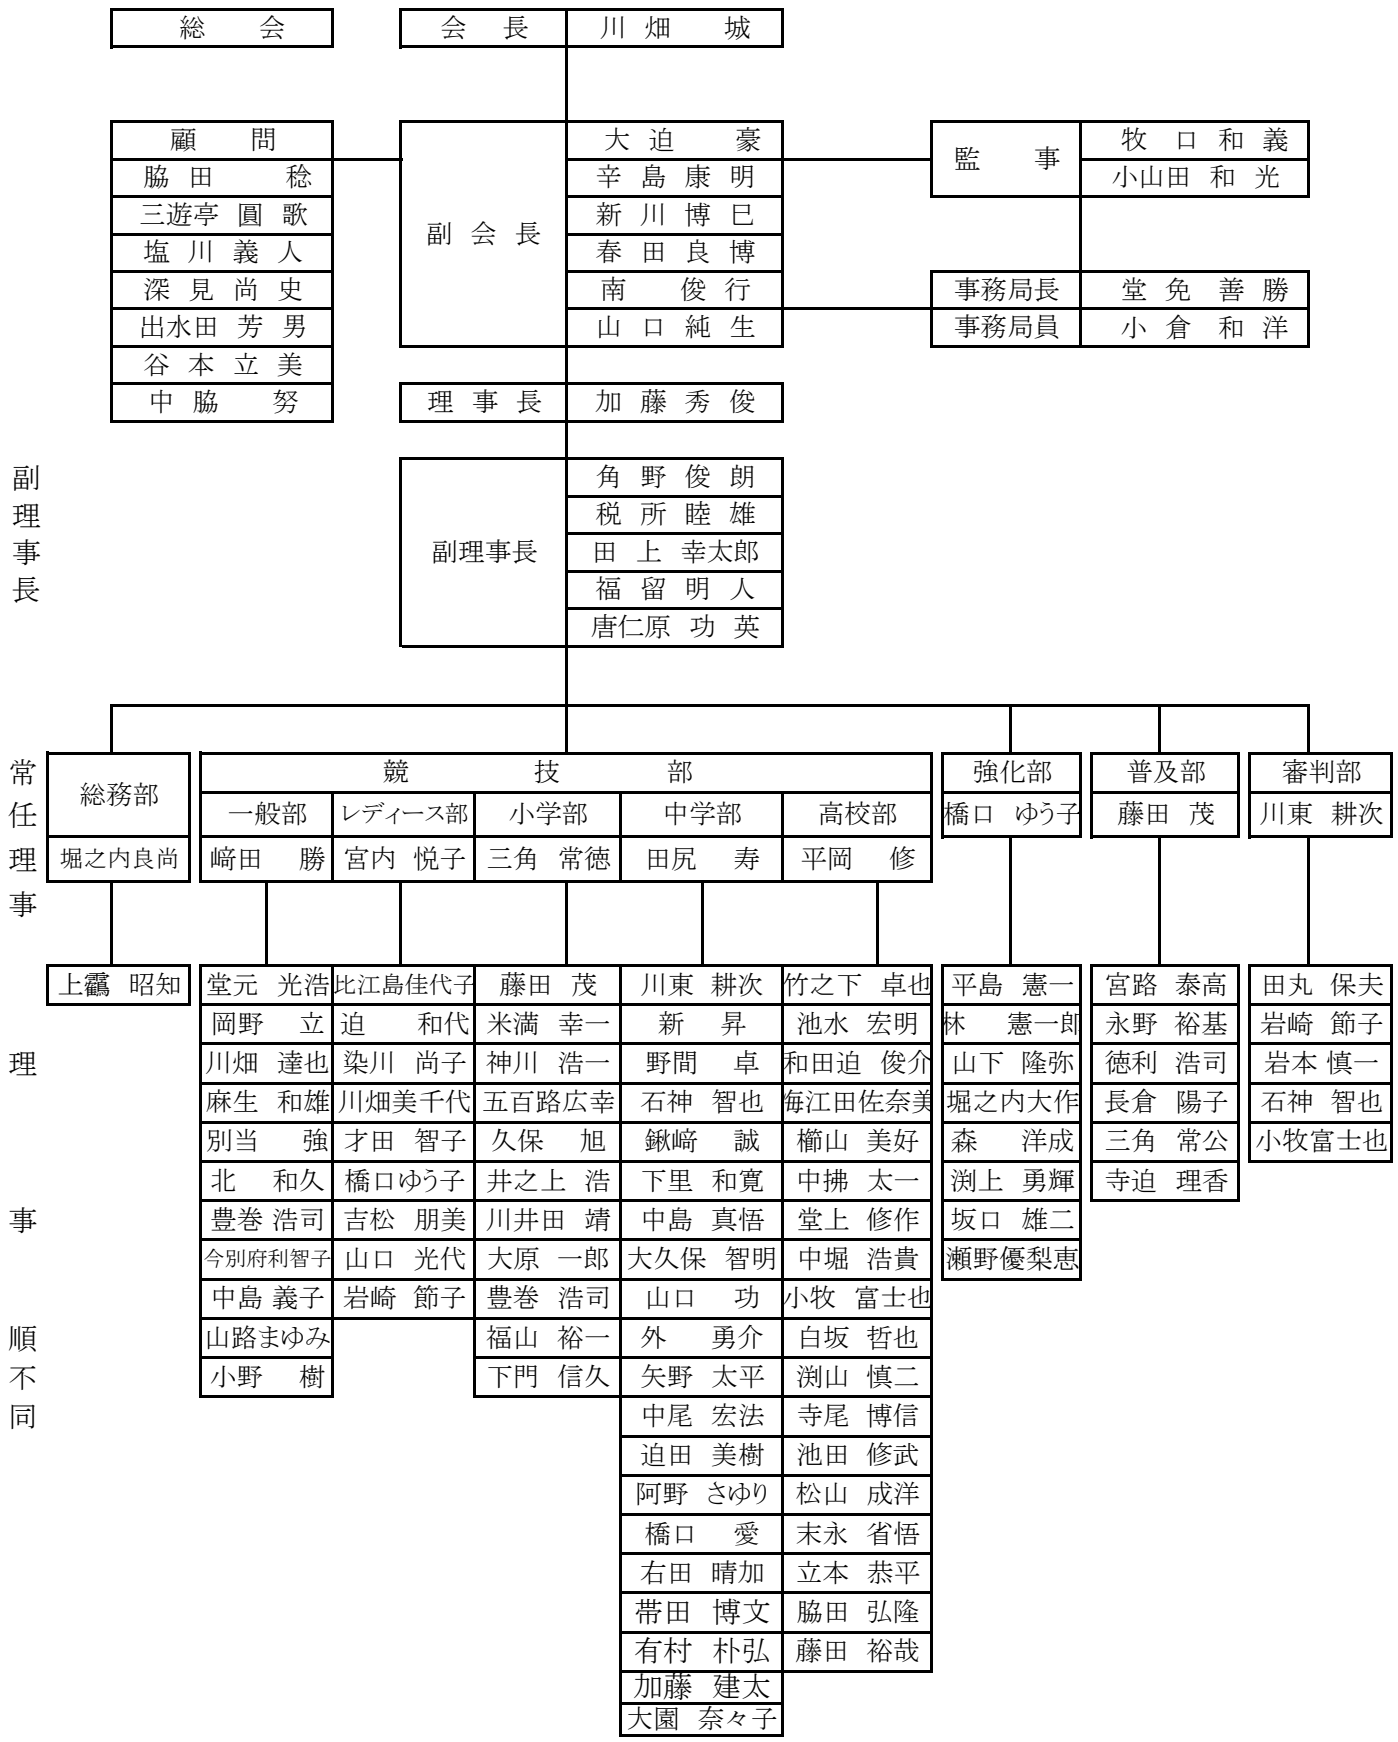 総会 会長 川畑 城
顧問 副会長 大迫 豪 監事 牧口和義
脇田 稔 辛島康明 小山田和光
三遊亭圓歌 新川博巳
塩川義人 春田良博
深見尚史 南 俊行 事務局長 堂免善勝
出水田芳男 山口純生 事務局員 小倉和洋
谷本立美
中脇 努 理事長 加藤秀俊
副理事長
副理事長 角野俊朗
税所睦雄
田上幸太郎
福留明人
唐仁原功英
常任理事
総務部 競技部 強化部 普及部 審判部
一般部 レディース部 小学部 中学部 高校部 橋口 ゆう子 藤田 茂 川東 耕次
堀之内良尚 﨑田 勝 宮内 悦子 三角 常徳 田尻 寿 平岡 修
理事順不同
上靏 昭知 堂元 光浩 比江島佳代子 藤田 茂 川東 耕次 竹之下 卓也 平島 憲一 宮路 泰高 田丸 保夫
岡野 立 迫 和代 米満 幸一 新 昇 池水 宏明 林 憲一郎 永野 裕基 岩崎 節子
川畑 達也 染川 尚子 神川 浩一 野間 卓 和田迫 俊介 山下 隆弥 徳利 浩司 岩本 慎一
麻生 和雄 川畑美千代 五百路広幸 石神 智也 海江田佐奈美 堀之内大作 長倉 陽子 石神 智也
別当 強 才田 智子 久保 旭 鍬﨑 誠 櫛山 美好 森 洋成 三角 常公 小牧富士也
北 和久 橋口ゆう子 井之上 浩 下里 和寛 中拂 太一 渕上 勇輝 寺迫 理香
豊巻 浩司 吉松 朋美 川井田 靖 中島 真悟 堂上 修作 坂口 雄二
今別府利智子 山口 光代 大原 一郎 大久保 智明 中堀 浩貴 瀬野優梨恵
中島 義子 岩崎 節子 豊巻 浩司 山口 功 小牧 富士也
山路まゆみ 福山 裕一 外 勇介 白坂 哲也
小野 樹 下門 信久 矢野 太平 渕山 慎二
中尾 宏法 寺尾 博信
迫田 美樹 池田 修武
阿野 さゆり 松山 成洋
橋口 愛 末永 省悟
右田 晴加 立本 恭平
帯田 博文 脇田 弘隆
有村 朴弘 藤田 裕哉
加藤 建太
大園 奈々子